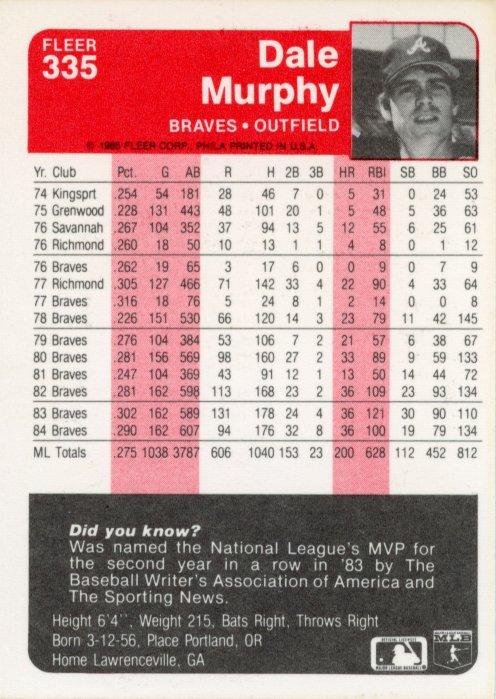 FLEER
335
Dale
Murphy
BRAVES • OUTFIELD
© 1985 FLEER CORP., PHILA PRINTED IN U.S.A.
Yr. Club Pct. G AB R H 2B 3B HR RBI SB BB SO
74 Kingsprt .254 54 181 28 46 7 0 5 31 0 24 53
75 Grenwood .228 131 443 48 101 20 1 5 48 5 36 63
76 Savannah .267 104 352 37 94 13 5 12 55 6 25 61
76 Richmond .260 18 50 10 13 1 1 4 8 0 1 12
76 Braves .262 19 65 3 17 6 0 0 9 0 7 9
77 Richmond .305 127 466 71 142 33 4 22 90 4 33 64
77 Braves .316 18 76 5 24 8 1 2 14 0 0 8
78 Braves .226 151 530 66 120 14 3 23 79 11 42 145
79 Braves .276 104 384 53 106 7 2 21 57 6 38 67
80 Braves .281 156 569 98 160 27 2 33 89 9 59 133
81 Braves .247 104 369 43 91 12 1 13 50 14 44 72
82 Braves .281 162 598 113 168 23 2 36 109 23 93 134
83 Braves .302 162 589 131 178 24 4 36 121 30 90 110
84 Braves .290 162 607 94 176 32 8 36 100 19 79 134
ML Totals .275 1038 3787 606 1040 153 23 200 628 112 452 812
Did you know?
Was named the National League's MVP for
the second year in a row in '83 by The
Baseball Writer's Association of America and
The Sporting News.
Height 6'4'', Weight 215, Bats Right, Throws Right
Born 3-12-56, Place Portland, OR
Home Lawrenceville, GA